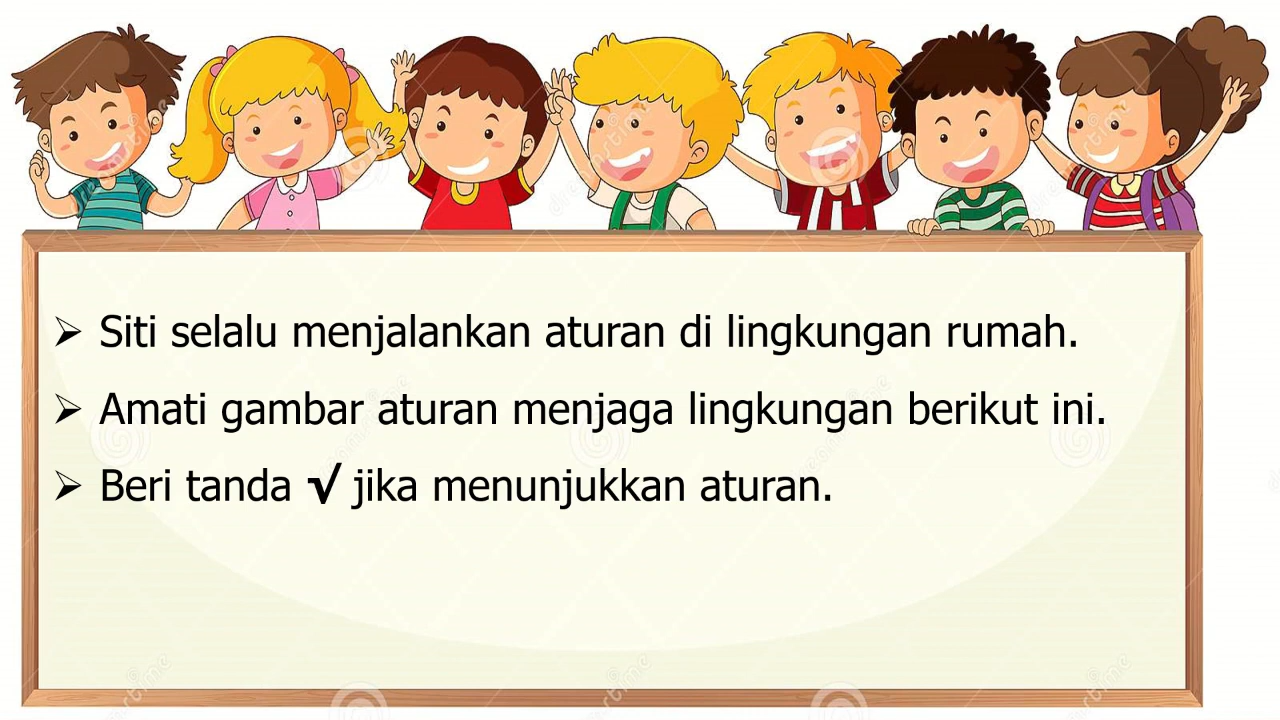 ➢ Siti selalu menjalankan aturan di lingkungan rumah.
➢ Amati gambar aturan menjaga lingkungan berikut ini.
➢ Beri tanda √ jika menunjukkan aturan.